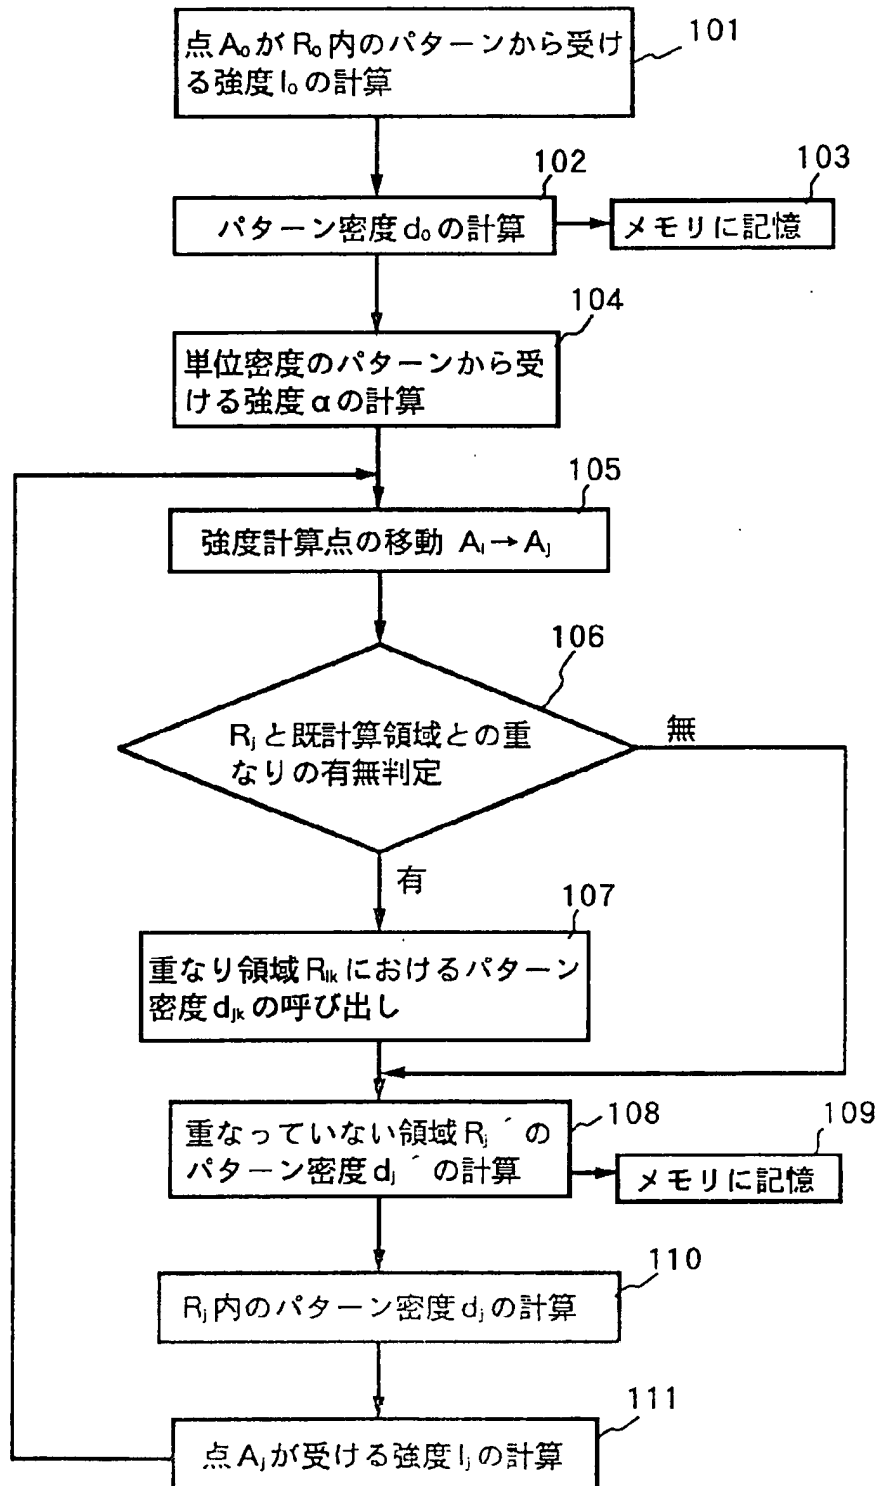 点A₀がR₀内のパターンから受け
る強度I₀の計算
101
パターン密度d₀の計算
102
メモリに記憶
103
単位密度のパターンから受
ける強度αの計算
104
強度計算点の移動 Aᵢ→Aⱼ
105
Rⱼと既計算領域との重
なりの有無判定
106
無
有
重なり領域Rₗₖにおけるパターン
密度dⱼₖの呼び出し
107
重なっていない領域Rⱼ´の
パターン密度dⱼ´の計算
108
メモリに記憶
109
Rⱼ内のパターン密度dⱼの計算
110
点Aⱼが受ける強度Iⱼの計算
111